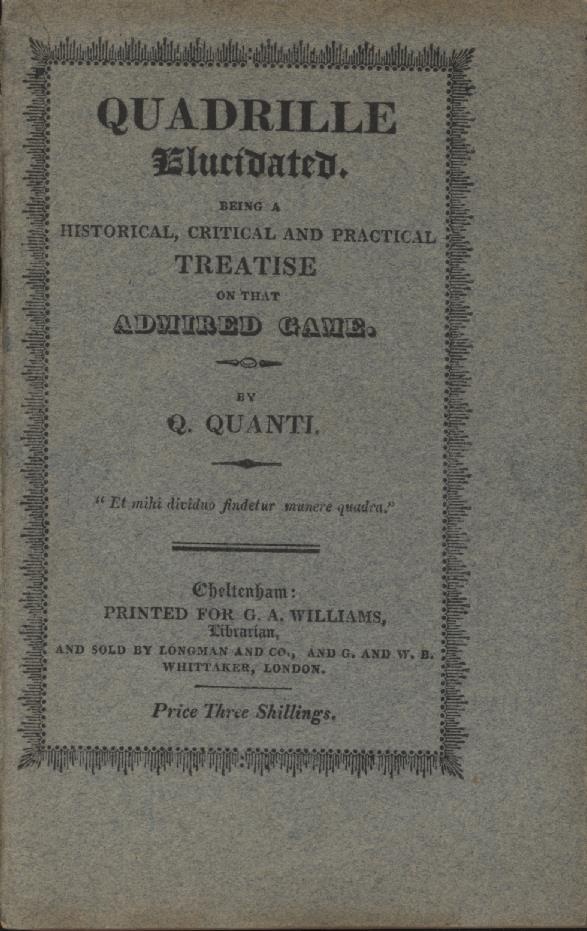 QUADRILLE
Elucidated.
BEING A
HISTORICAL, CRITICAL AND PRACTICAL
TREATISE
ON THAT
ADMIRED GAME.
BY
Q. QUANTI.
“ Et mihi dividuo findetur munere quadra.”
Cheltenham:
PRINTED FOR G. A. WILLIAMS,
Librarian,
AND SOLD BY LONGMAN AND CO., AND G. AND W. B.
WHITTAKER, LONDON.
Price Three Shillings.